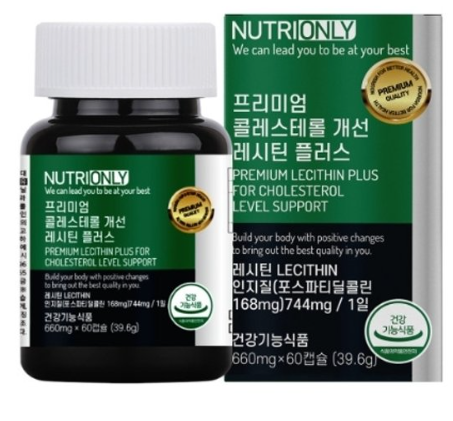 NUTRIONLY
We can lead you to be at your best
PREMIUM
QUALITY
프리미엄
콜레스테롤 개선
레시틴 플러스
PREMIUM LECITHIN PLUS
FOR CHOLESTEROL
LEVEL SUPPORT
Build your body with positive changes
to bring out the best quality in you.
레시틴 LECITHIN
인지질(포스파티딜콜린
168mg)744mg / 1일
건강기능식품
660mg×60캡슐 (39.6g)
건강
기능식품
NUTRIONLY
We can lead you to be at your best
프리미엄
콜레스테롤 개선
레시틴 플러스
PREMIUM
PREMIUM LECITHIN PLUS FOR
CHOLESTEROL LEVEL SUPPORT
Build your body with positive changes
to bring out the best quality in you.
레시틴 LECITHIN
인지질(포스파티딜콜린 168mg)744mg / 1일
건강기능식품
660mg×60캡슐 (39.6g)
건강
기능식품